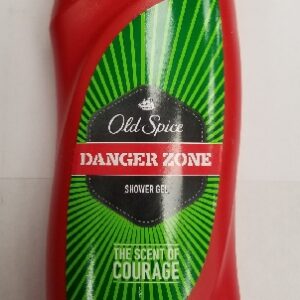 Old Spice
DANGER ZONE
SHOWER GEL
THE SCENT OF
COURAGE